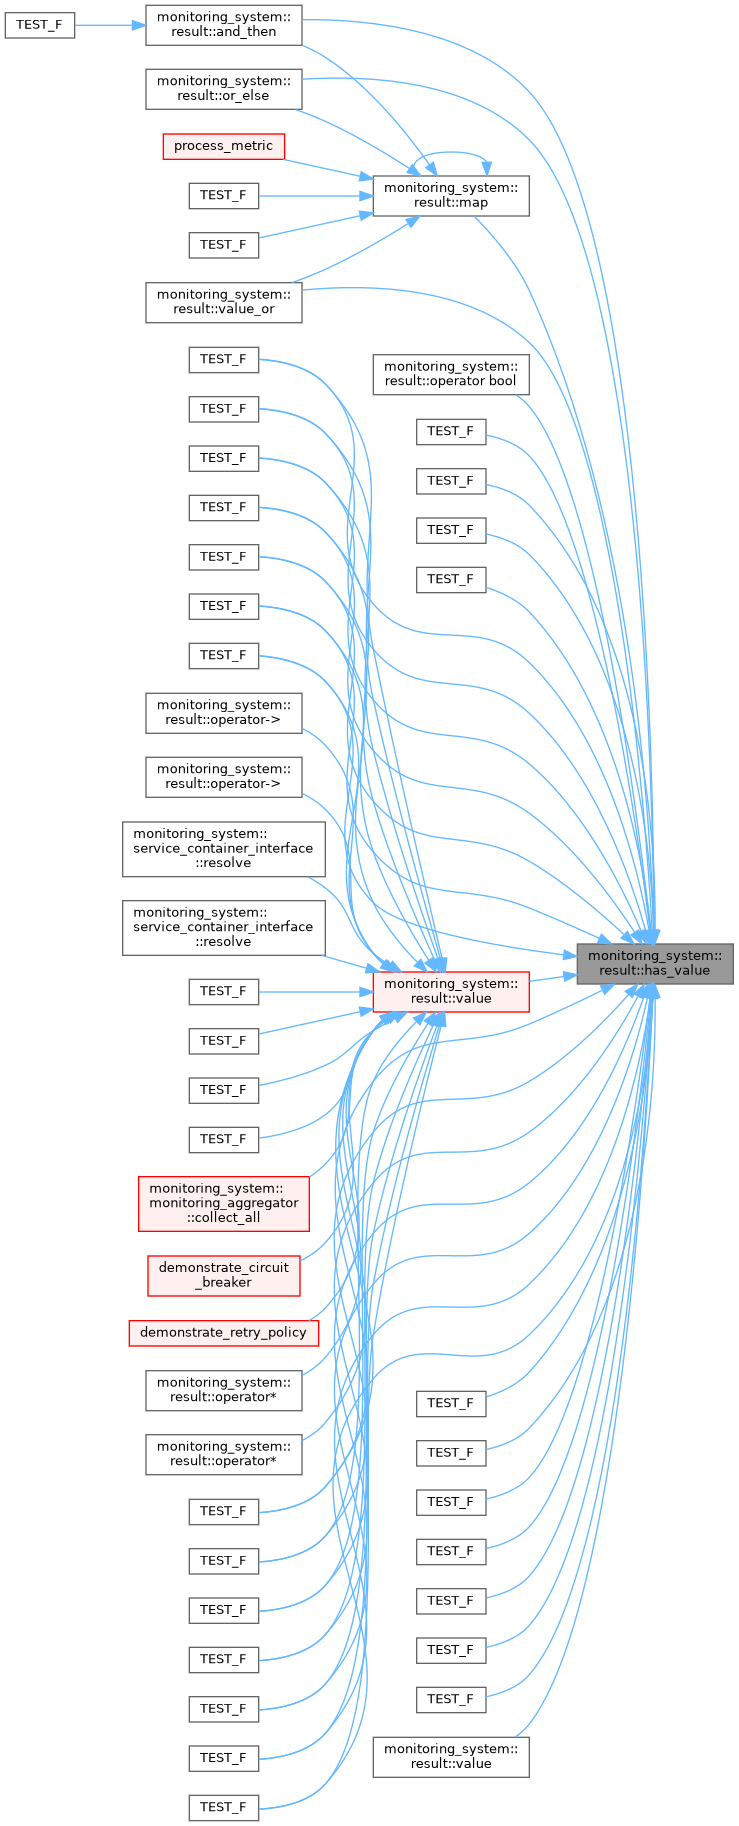 TEST_F
monitoring_system::
result::and_then
monitoring_system::
result::or_else
process_metric
TEST_F
monitoring_system::
result::map
TEST_F
monitoring_system::
result::value_or
TEST_F
monitoring_system::
result::operator bool
TEST_F
TEST_F
TEST_F
TEST_F
TEST_F
TEST_F
TEST_F
TEST_F
TEST_F
TEST_F
monitoring_system::
result::operator->
monitoring_system::
result::operator->
monitoring_system::
service_container_interface
::resolve
monitoring_system::
service_container_interface
::resolve
monitoring_system::
result::has_value
monitoring_system::
result::value
TEST_F
TEST_F
TEST_F
TEST_F
monitoring_system::
monitoring_aggregator
::collect_all
demonstrate_circuit
_breaker
demonstrate_retry_policy
monitoring_system::
result::operator*
TEST_F
monitoring_system::
result::operator*
TEST_F
TEST_F
TEST_F
TEST_F
TEST_F
TEST_F
TEST_F
TEST_F
TEST_F
TEST_F
TEST_F
monitoring_system::
result::value
TEST_F
TEST_F